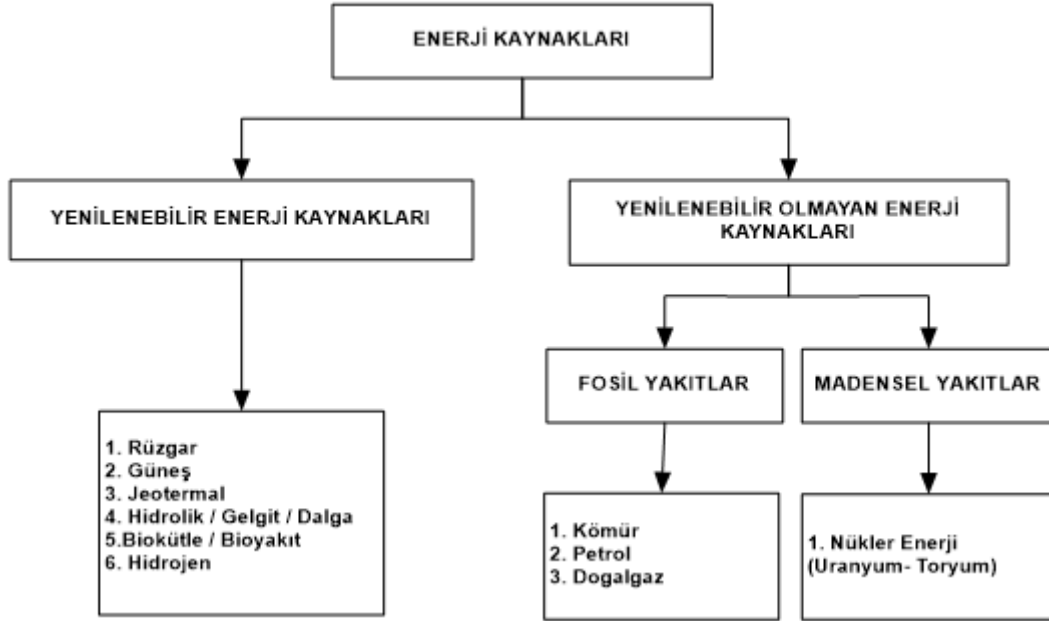 ENERJİ KAYNAKLARI
YENİLENEBİLİR ENERJİ KAYNAKLARI
YENİLENEBİLİR OLMAYAN ENERJİ
KAYNAKLARI
FOSİL YAKITLAR
MADENSEL YAKITLAR
1. Rüzgar
2. Güneş
3. Jeotermal
4. Hidrolik / Gelgit / Dalga
5.Biokütle / Bioyakıt
6. Hidrojen
1. Kömür
2. Petrol
3. Dogalgaz
1. Nükler Enerji
(Uranyum- Toryum)